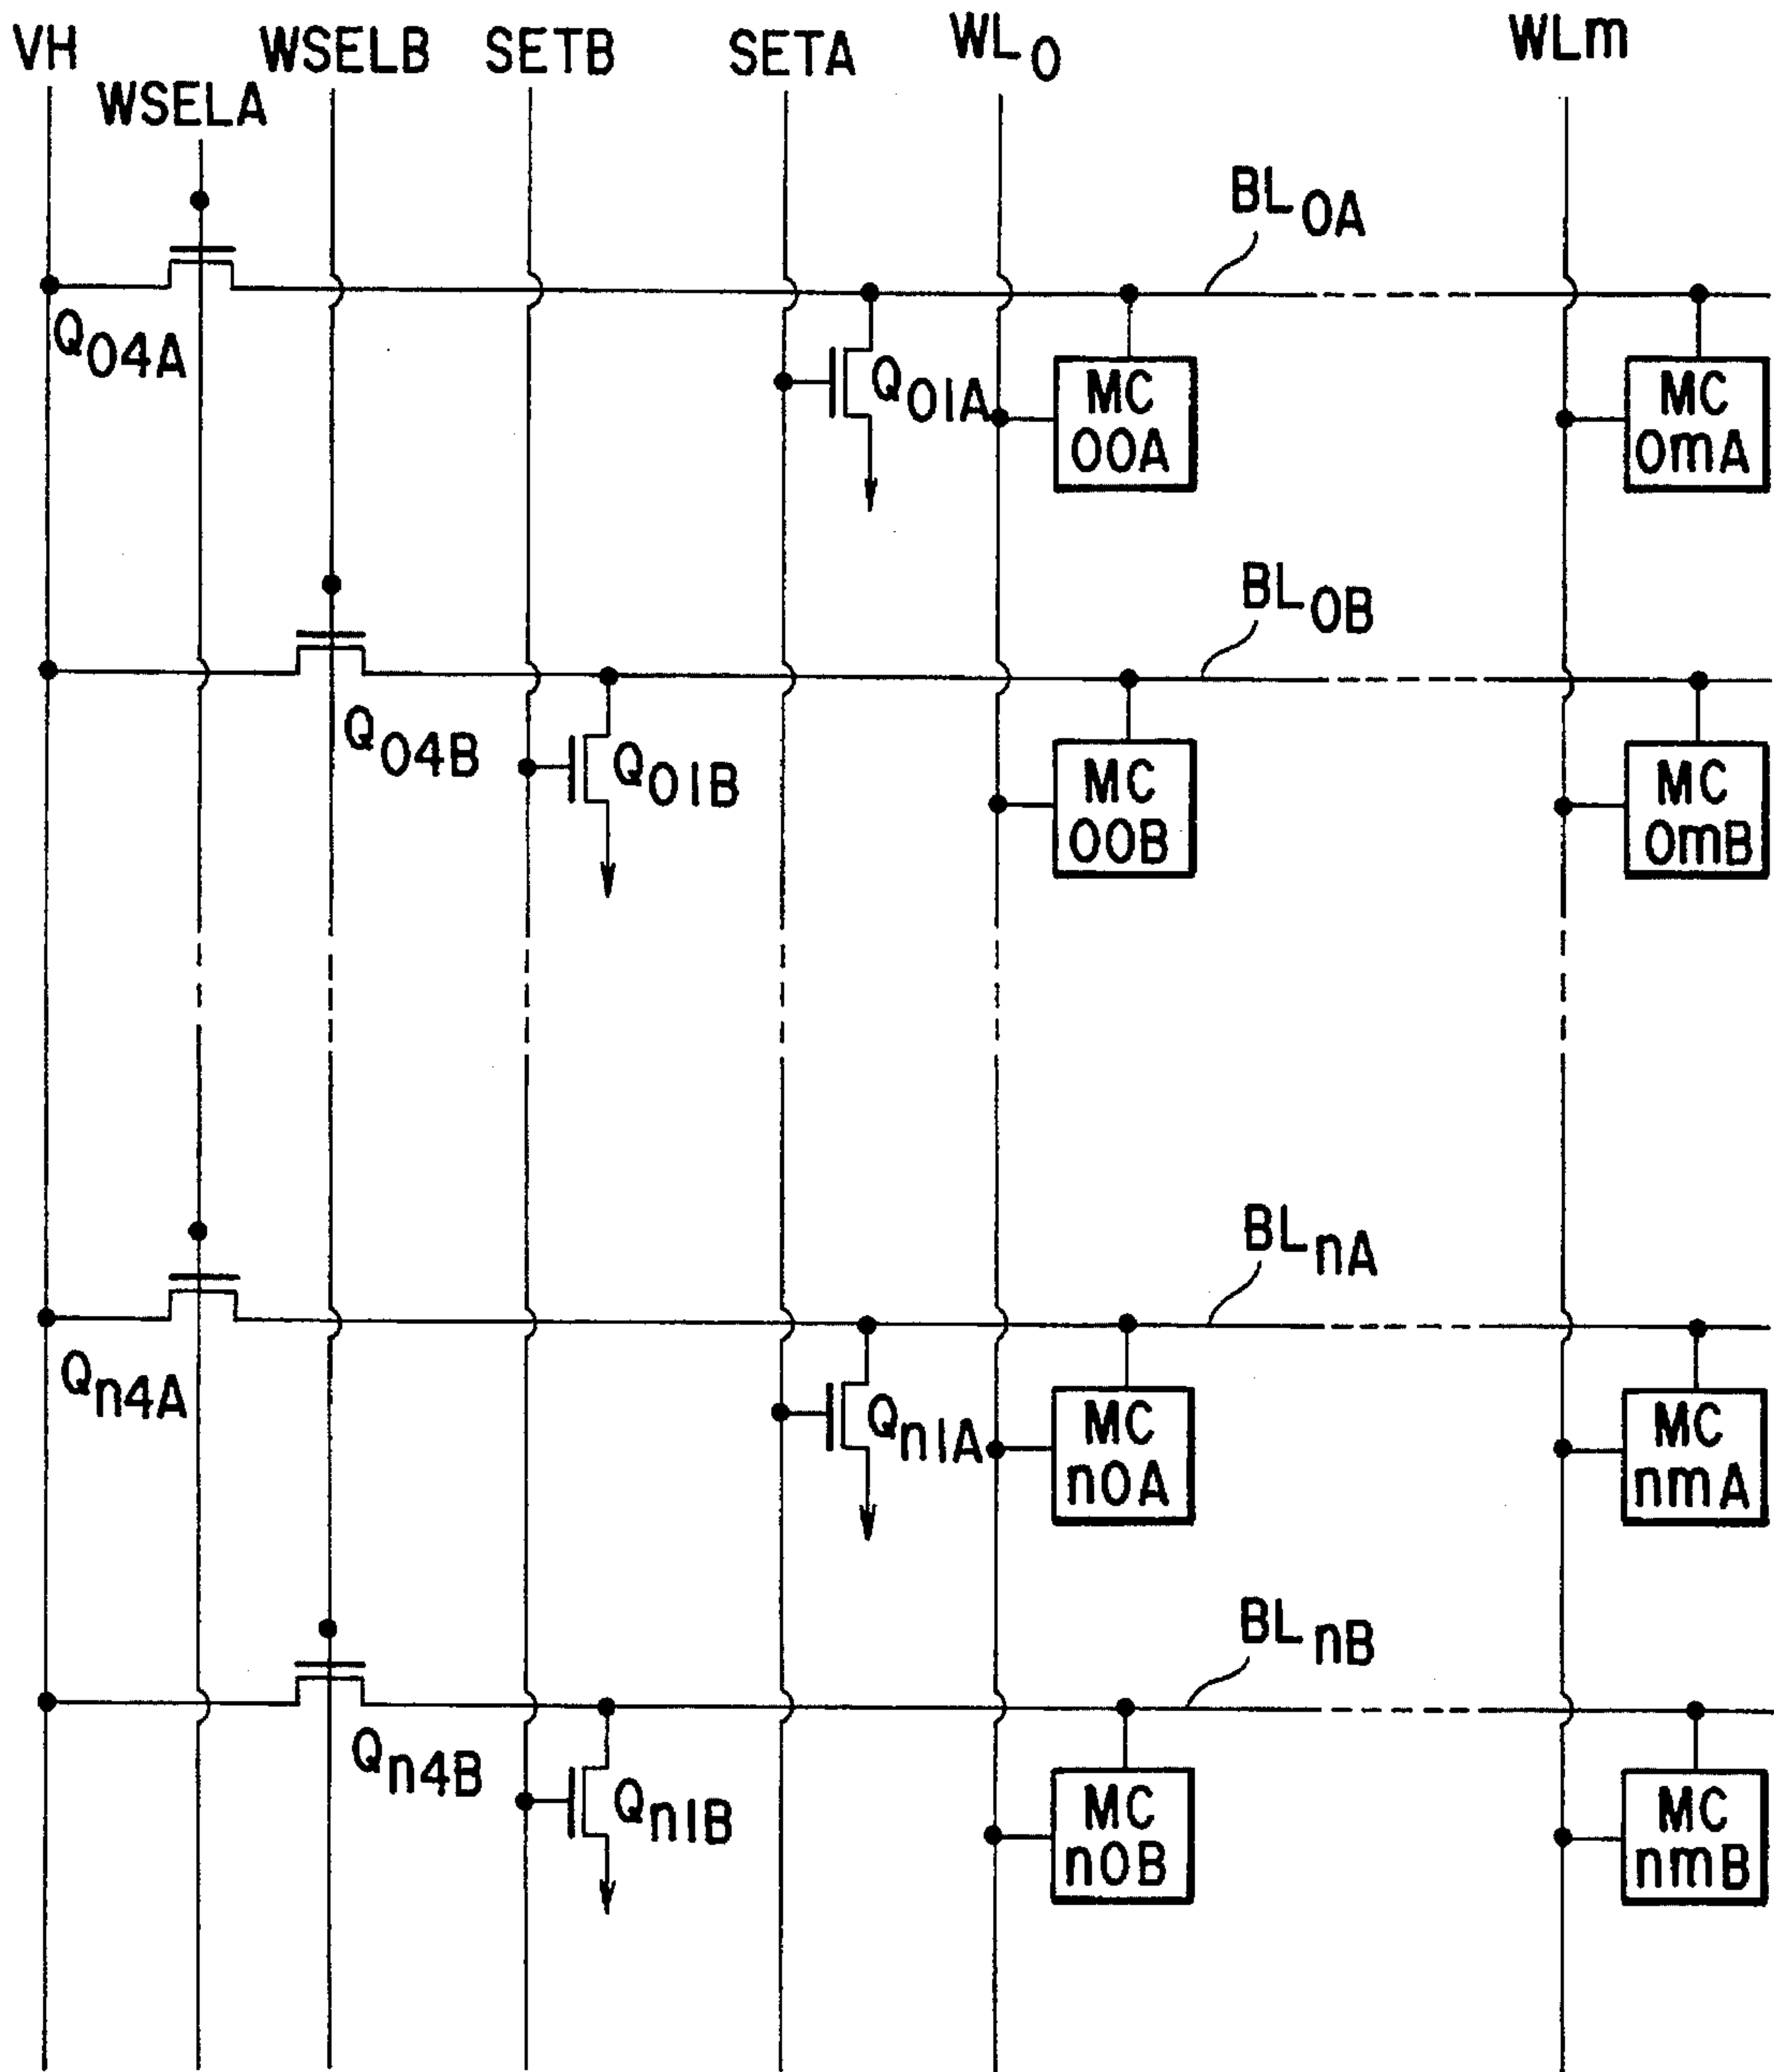 VH
WSELA
WSELB
SETB
SETA
WL0
WLm
BL0A
Q04A
Q01A
MC
00A
MC
0mA
BL0B
Q04B
Q01B
MC
00B
MC
0mB
BLnA
Qn4A
Qn1A
MC
n0A
MC
nmA
BLnB
Qn4B
Qn1B
MC
n0B
MC
nmB